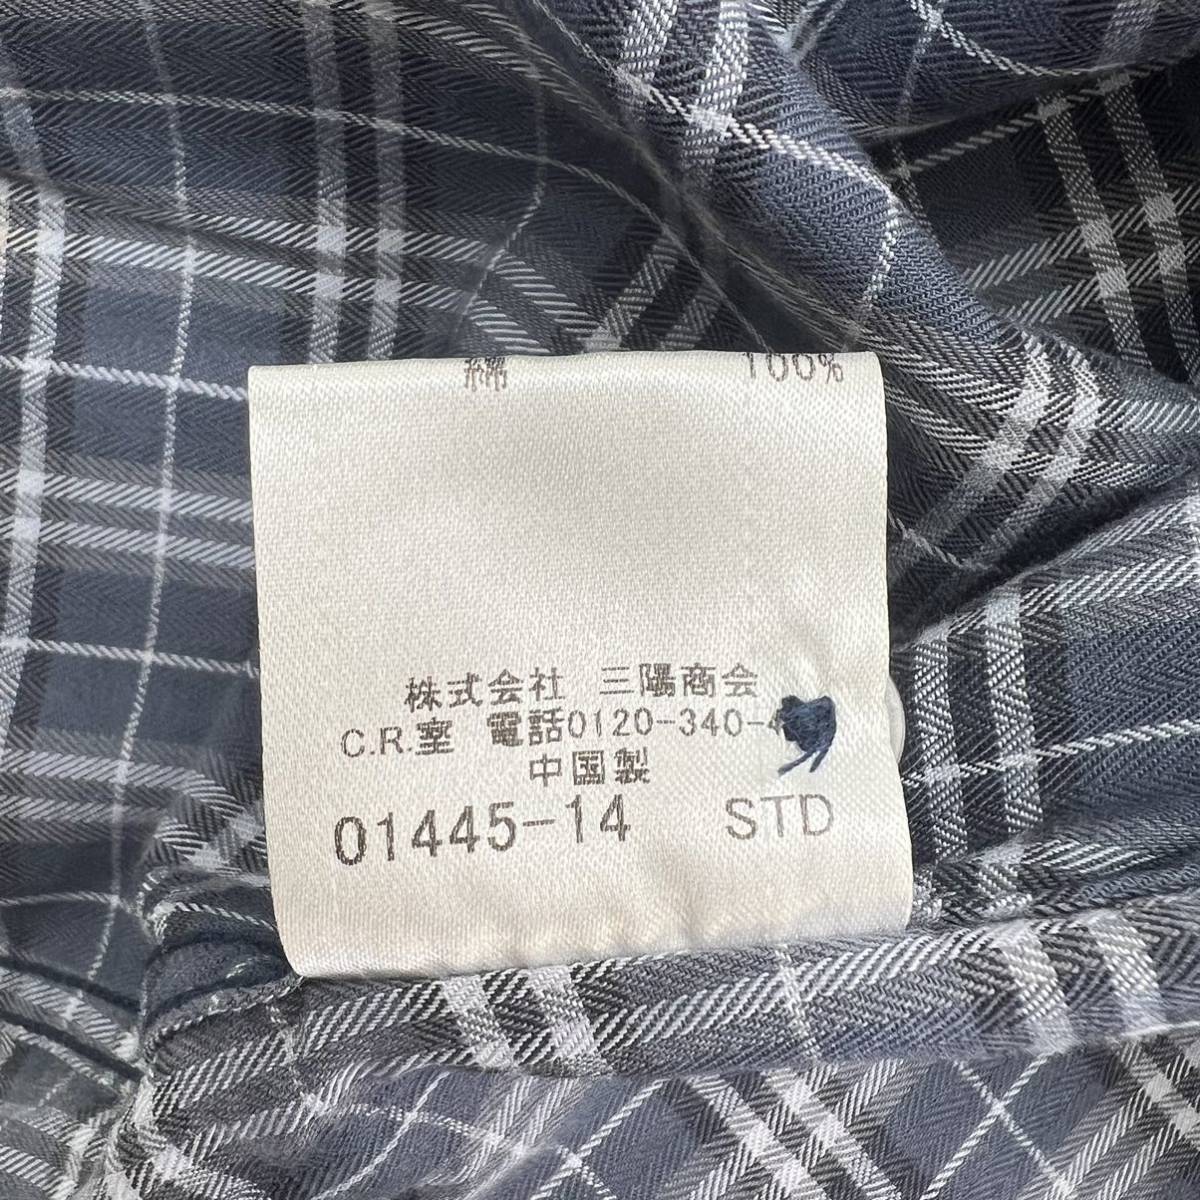 綿 100%
株式会社 三陽商会
C.R.室 電話0120-340-4
中国製
01445-14 STD